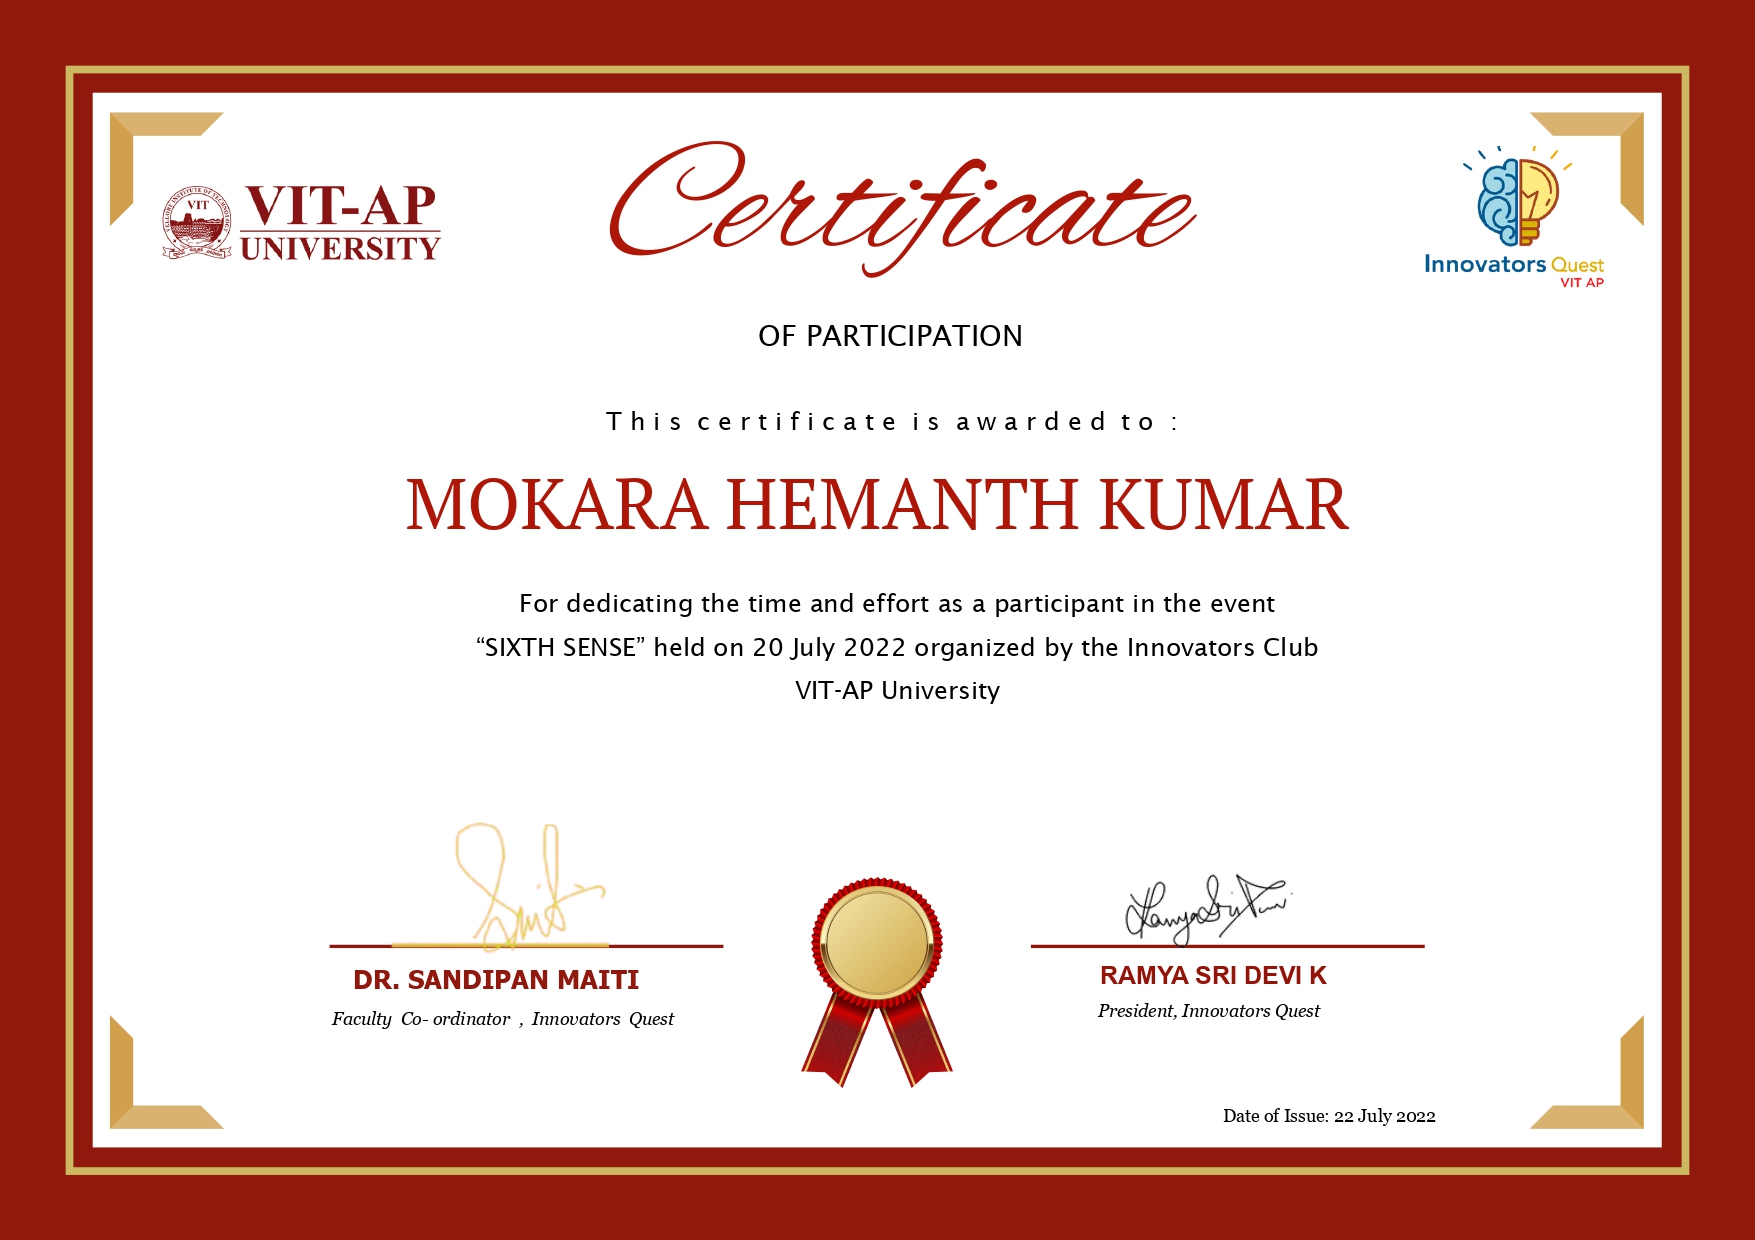 VIT
VIT-AP
UNIVERSITY
Certificate
Innovators Quest
VIT AP
OF PARTICIPATION
This certificate is awarded to :
MOKARA HEMANTH KUMAR
For dedicating the time and effort as a participant in the event
“SIXTH SENSE” held on 20 July 2022 organized by the Innovators Club
VIT-AP University
DR. SANDIPAN MAITI
Faculty Co- ordinator , Innovators Quest
RAMYA SRI DEVI K
President, Innovators Quest
Date of Issue: 22 July 2022